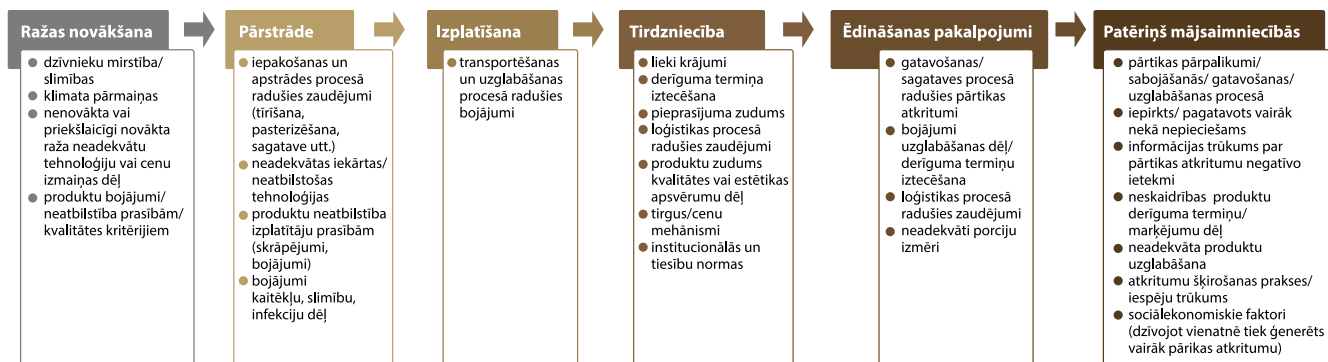 Ražas novākšana
● dzīvnieku mirstība/
slimības
● klimata pārmaiņas
● nenovākta vai
priekšlaicīgi novākta
raža neadekvātu
tehnoloģiju vai cenu
izmaiņas dēļ
● produktu bojājumi/
neatbilstība prasībām/
kvalitātes kritērijiem
Pārstrāde
● iepakošanas un
apstrādes procesā
radušies zaudējumi
(tīrīšana,
pasterizēšana,
sagatave utt.)
● neadekvātas iekārtas/
neatbilstošas
tehnoloģijas
● produktu neatbilstība
izplatītāju prasībām
(skrāpējumi,
bojājumi)
● bojājumi
kaitēkļu, slimību,
infekciju dēļ
Izplatīšana
● transportēšanas
un uzglabāšanas
procesā radušies
bojājumi
Tirdzniecība
● lieki krājumi
● derīguma termiņa
iztecēšana
● pieprasījuma zudums
● loģistikas procesā
radušies zaudējumi
● produktu zudums
kvalitātes vai estētikas
apsvērumu dēļ
● tirgus/cenu
mehānismi
● institucionālās un
tiesību normas
Ēdināšanas pakalpojumi
● gatavošanas/
sagataves procesā
radušies pārtikas
atkritumi
● bojājumi
uzglabāšanas dēļ/
derīguma termiņu
iztecēšana
● loģistikas procesā
radušies zaudējumi
● neadekvāti porciju
izmēri
Patēriņš mājsaimniecībās
● pārtikas pārpalikumi/
sabojāšanās/ gatavošanas/
uzglabāšanas procesā
● iepirkts/ pagatavots vairāk
nekā nepieciešams
● informācijas trūkums par
pārtikas atkritumu negatīvo
ietekmi
● neskaidrības produktu
derīguma termiņu/
marķējumu dēļ
● neadekvāta produktu
uzglabāšana
● atkritumu šķirošanas prakses/
iespēju trūkums
● sociālekonomiskie faktori
(dzīvojot vienatnē tiek ģenerēts
vairāk pārikas atkritumu)